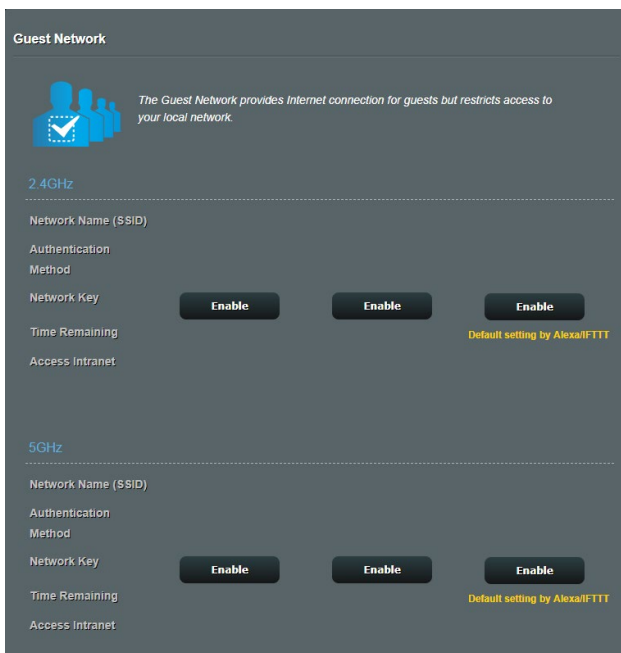 Guest Network
The Guest Network provides Internet connection for guests but restricts access to
your local network.
2.4GHz
Network Name (SSID)
Authentication
Method
Network Key
Enable Enable Enable
Time Remaining
Default setting by Alexa/IFTTT
Access Intranet
5GHz
Network Name (SSID)
Authentication
Method
Network Key
Enable Enable Enable
Time Remaining
Default setting by Alexa/IFTTT
Access Intranet